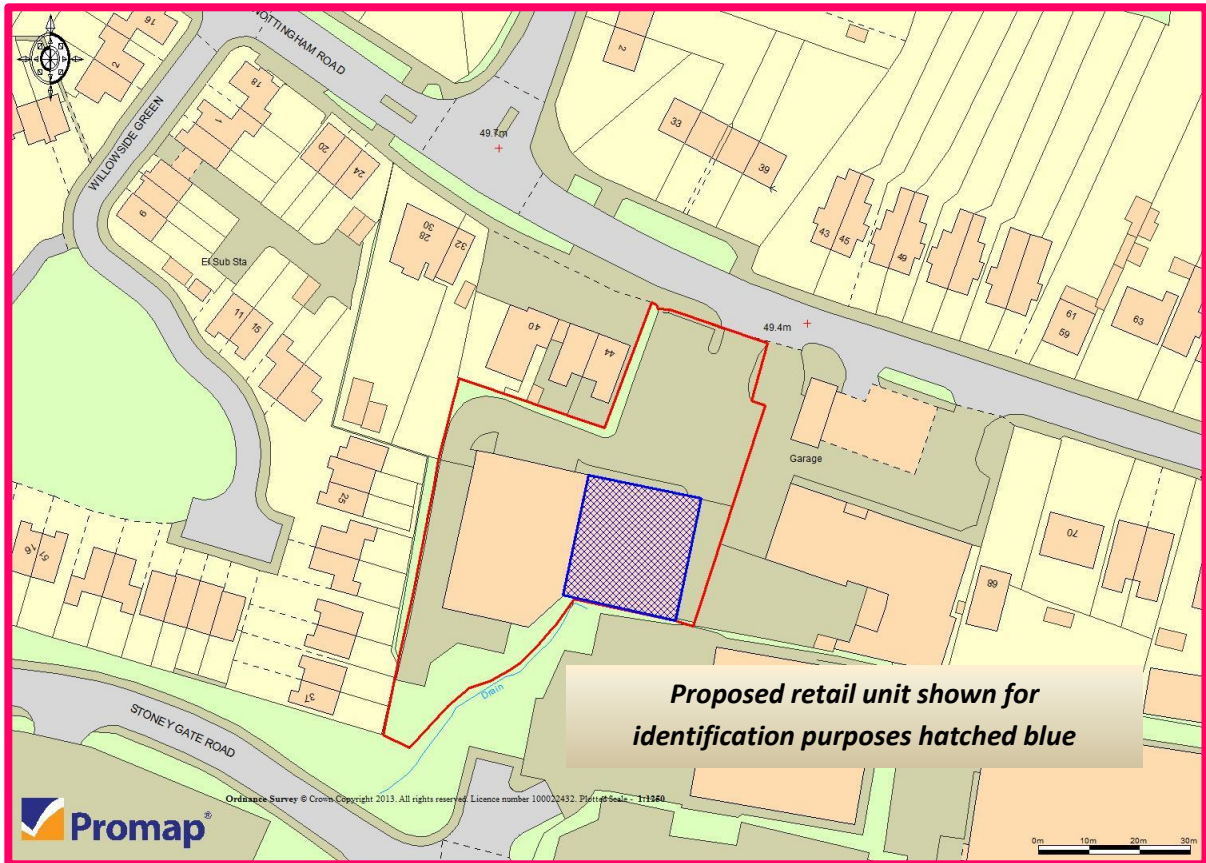 16
2
NOTTINGHAM ROAD
2
WILLOWSIDE GREEN
18
1
20
24
49.7m
33
39
9
28
30
32
43
45
49
El Sub Sta
11
15
40
44
49.4m
61
59
63
Garage
25
70
68
76
51
37
Drain
STONEY GATE ROAD
Proposed retail unit shown for
identification purposes hatched blue
Ordnance Survey © Crown Copyright 2013. All rights reserved. Licence number 100022432. Plotted Scale - 1:1250
Promap®
0m 10m 20m 30m